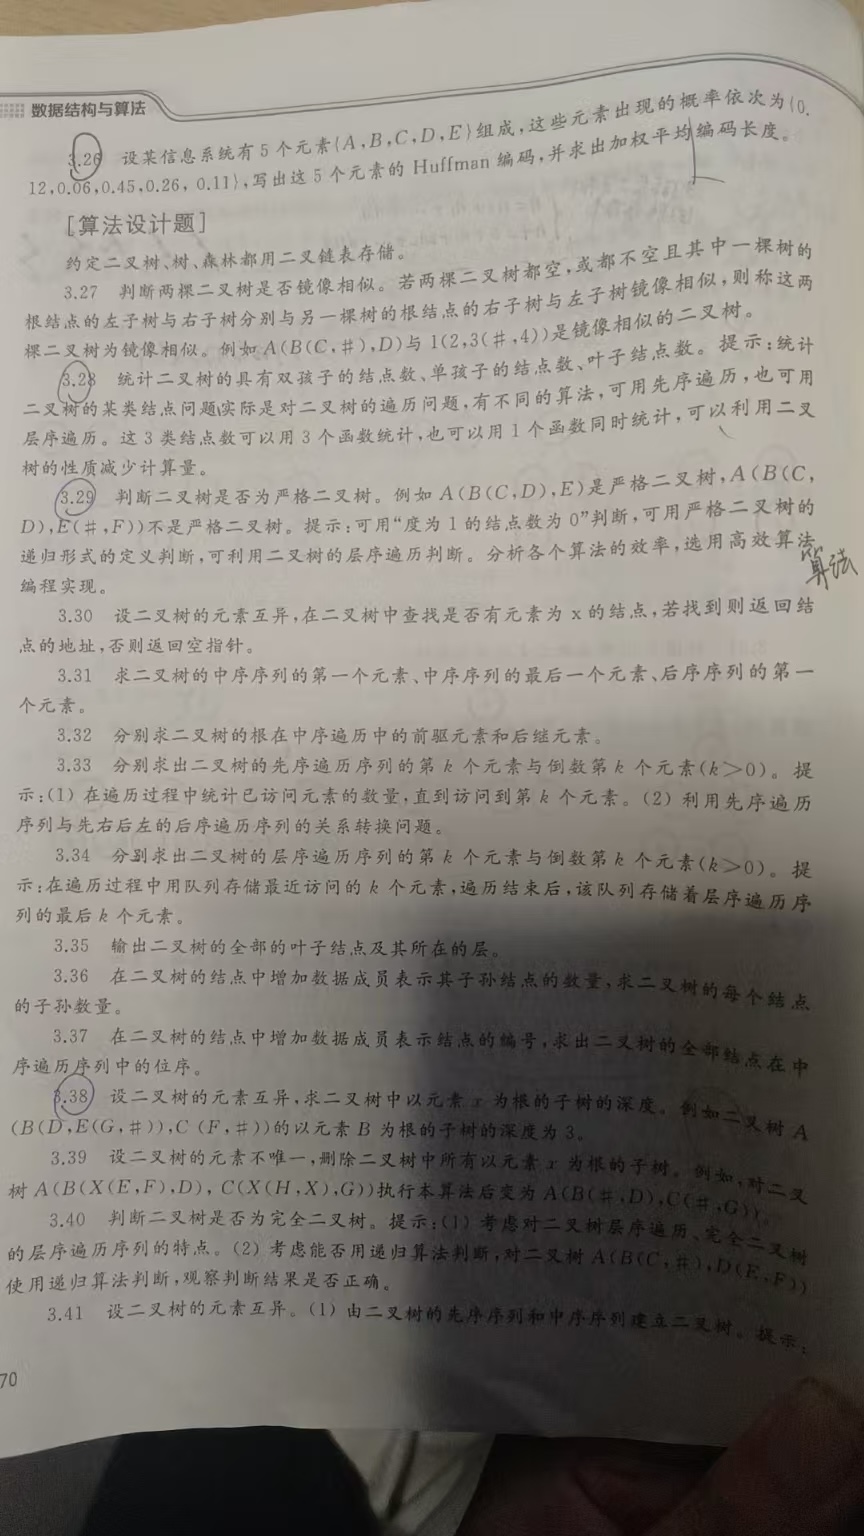 数据结构与算法
3.26 设某信息系统有5个元素{A,B,C,D,E}组成,这些元素出现的概率依次为{0.
12,0.06,0.45,0.26,0.11},写出这5个元素的Huffman编码,并求出加权平均编码长度。
[算法设计题]
约定二叉树、树、森林都用二叉链表存储。
3.27 判断两棵二叉树是否镜像相似。若两棵二叉树都空,或都不空且其中一棵树的
根结点的左子树与右子树分别与另一棵树的根结点的右子树与左子树镜像相似,则称这两
棵二叉树为镜像相似。例如A(B(C,#),D)与1(2,3(#,4))是镜像相似的二叉树。
3.28 统计二叉树的具有双孩子的结点数、单孩子的结点数、叶子结点数。提示:统计
二叉树的某类结点问题实际是对二叉树的遍历问题,有不同的算法,可用先序遍历,也可用
层序遍历。这3类结点数可以用3个函数统计,也可以用1个函数同时统计,可以利用二叉
树的性质减少计算量。
3.29 判断二叉树是否为严格二叉树。例如A(B(C,D),E)是严格二叉树,A(B(C,
D),E(#,F))不是严格二叉树。提示:可用“度为1的结点数为0”判断,可用严格二叉树的
递归形式的定义判断,可利用二叉树的层序遍历判断。分析各个算法的效率,选用高效算法
算法
编程实现。
3.30 设二叉树的元素互异,在二叉树中查找是否有元素为x的结点,若找到则返回结
点的地址,否则返回空指针。
3.31 求二叉树的中序序列的第一个元素、中序序列的最后一个元素、后序序列的第一
个元素。
3.32 分别求二叉树的根在中序遍历中的前驱元素和后继元素。
3.33 分别求出二叉树的先序遍历序列的第k个元素与倒数第k个元素(k>0)。提
示:(1)在遍历过程中统计已访问元素的数量,直到访问到第k个元素。(2)利用先序遍历
序列与先右后左的后序遍历序列的关系转换问题。
3.34 分别求出二叉树的层序遍历序列的第k个元素与倒数第k个元素(k>0)。提
示:在遍历过程中用队列存储最近访问的k个元素,遍历结束后,该队列存储着层序遍历序
列的最后k个元素。
3.35 输出二叉树的全部的叶子结点及其所在的层。
3.36 在二叉树的结点中增加数据成员表示其子孙结点的数量,求二叉树的每个结点
的子孙数量。
3.37 在二叉树的结点中增加数据成员表示结点的编号,求出二叉树的全部结点在中
序遍历序列中的位序。
3.38 设二叉树的元素互异,求二叉树中以元素x为根的子树的深度。例如二叉树A
(B(D,E(G,#)),C(F,#))的以元素B为根的子树的深度为3。
3.39 设二叉树的元素不唯一,删除二叉树中所有以元素x为根的子树。例如,对二叉
树A(B(X(E,F),D),C(X(H,X),G))执行本算法后变为A(B(#,D),C(#,G))。
3.40 判断二叉树是否为完全二叉树。提示:(1)考虑对二叉树层序遍历、完全二叉树
的层序遍历序列的特点。(2)考虑能否用递归算法判断,对二叉树A(B(C,#),D(E,F))
使用递归算法判断,观察判断结果是否正确。
3.41 设二叉树的元素互异。(1)由二叉树的先序序列和中序序列建立二叉树。提示:
70